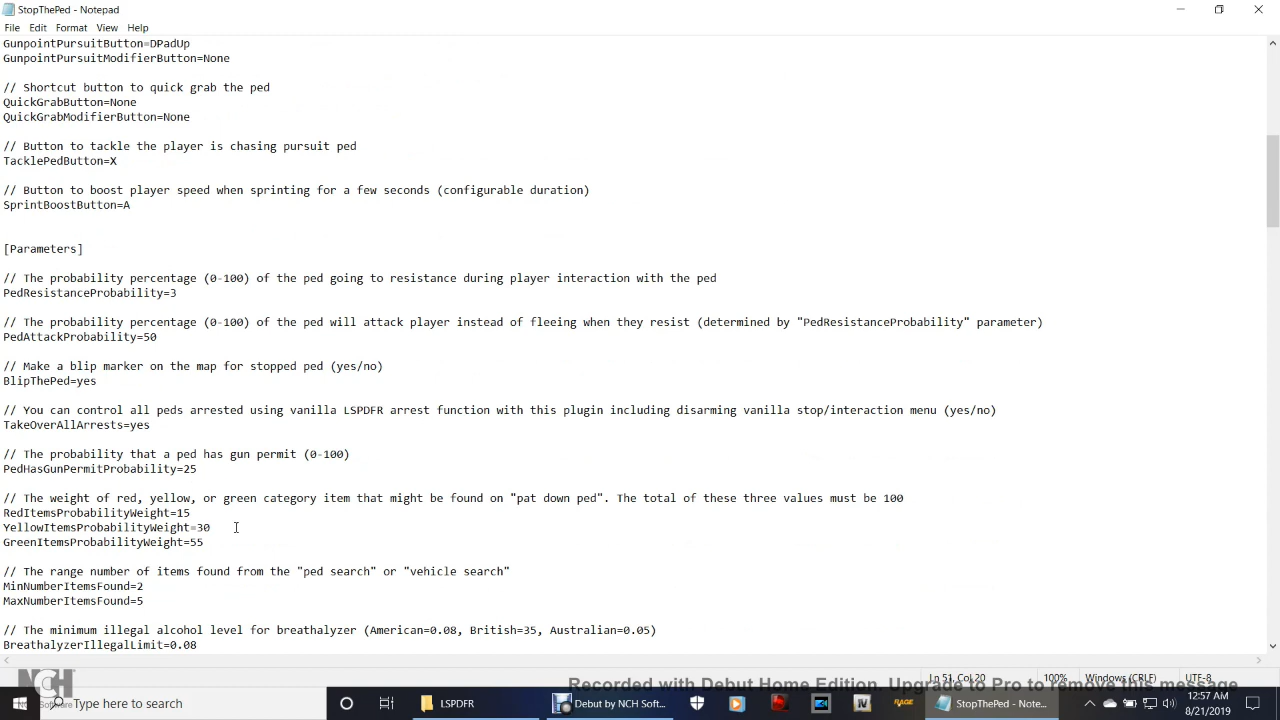 StopThePed - Notepad
File Edit Format View Help
GunpointPursuitButton=DPadUp
GunpointPursuitModifierButton=None
// Shortcut button to quick grab the ped
QuickGrabButton=None
QuickGrabModifierButton=None
// Button to tackle the player is chasing pursuit ped
TacklePedButton=X
// Button to boost player speed when sprinting for a few seconds (configurable duration)
SprintBoostButton=A
[Parameters]
// The probability percentage (0-100) of the ped going to resistance during player interaction with the ped
PedResistanceProbability=3
// The probability percentage (0-100) of the ped will attack player instead of fleeing when they resist (determined by "PedResistanceProbability" parameter)
PedAttackProbability=50
// Make a blip marker on the map for stopped ped (yes/no)
BlipThePed=yes
// You can control all peds arrested using vanilla LSPDFR arrest function with this plugin including disarming vanilla stop/interaction menu (yes/no)
TakeOverAllArrests=yes
// The probability that a ped has gun permit (0-100)
PedHasGunPermitProbability=25
// The weight of red, yellow, or green category item that might be found on "pat down ped". The total of these three values must be 100
RedItemsProbabilityWeight=15
YellowItemsProbabilityWeight=30
GreenItemsProbabilityWeight=55
// The range number of items found from the "ped search" or "vehicle search"
MinNumberItemsFound=2
MaxNumberItemsFound=5
// The minimum illegal alcohol level for breathalyzer (American=0.08, British=35, Australian=0.05)
BreathalyzerIllegalLimit=0.08
Ln 51, Col 20 100% Windows (CRLF) UTF-8
Recorded with Debut Home Edition. Upgrade to Pro to remove this message
NCH Software
Type here to search
LSPDFR
Debut by NCH Soft...
IV
RAGE
StopThePed - Note...
12:57 AM
8/21/2019